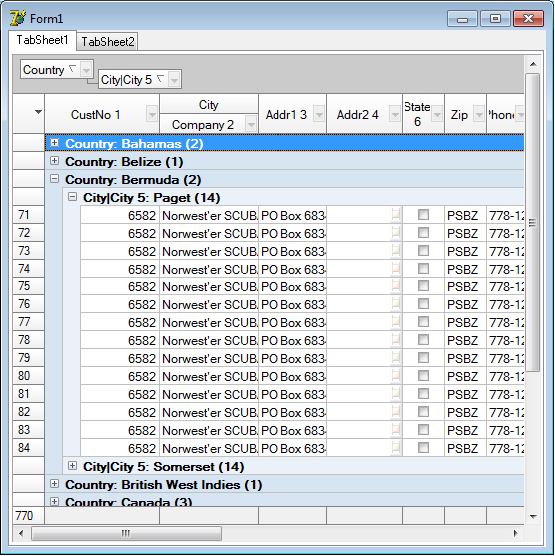 Form1
TabSheet1 TabSheet2
Country
City|City 5
CustNo 1 City Company 2 Addr1 3 Addr2 4 State 6 Zip Phone
Country: Bahamas (2)
Country: Belize (1)
Country: Bermuda (2)
City|City 5: Paget (14)
71 6582 Norwest'er SCUB PO Box 683 PSBZ 778-12
72 6582 Norwest'er SCUB PO Box 683 PSBZ 778-12
73 6582 Norwest'er SCUB PO Box 683 PSBZ 778-12
74 6582 Norwest'er SCUB PO Box 683 PSBZ 778-12
75 6582 Norwest'er SCUB PO Box 683 PSBZ 778-12
76 6582 Norwest'er SCUB PO Box 683 PSBZ 778-12
77 6582 Norwest'er SCUB PO Box 683 PSBZ 778-12
78 6582 Norwest'er SCUB PO Box 683 PSBZ 778-12
79 6582 Norwest'er SCUB PO Box 683 PSBZ 778-12
80 6582 Norwest'er SCUB PO Box 683 PSBZ 778-12
81 6582 Norwest'er SCUB PO Box 683 PSBZ 778-12
82 6582 Norwest'er SCUB PO Box 683 PSBZ 778-12
83 6582 Norwest'er SCUB PO Box 683 PSBZ 778-12
84 6582 Norwest'er SCUB PO Box 683 PSBZ 778-12
City|City 5: Somerset (14)
Country: British West Indies (1)
Country: Canada (3)
770